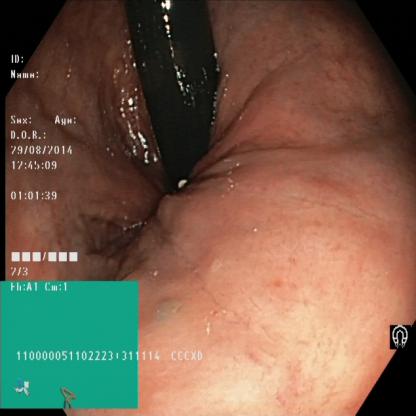 ID:
Name:
Sex: Age:
D.O.B.:
29/08/2014
12:45:09
01:01:39
■■■/■■■
2/3
Eh:A1 Cm:1
110000051102223+311114 CCCXD